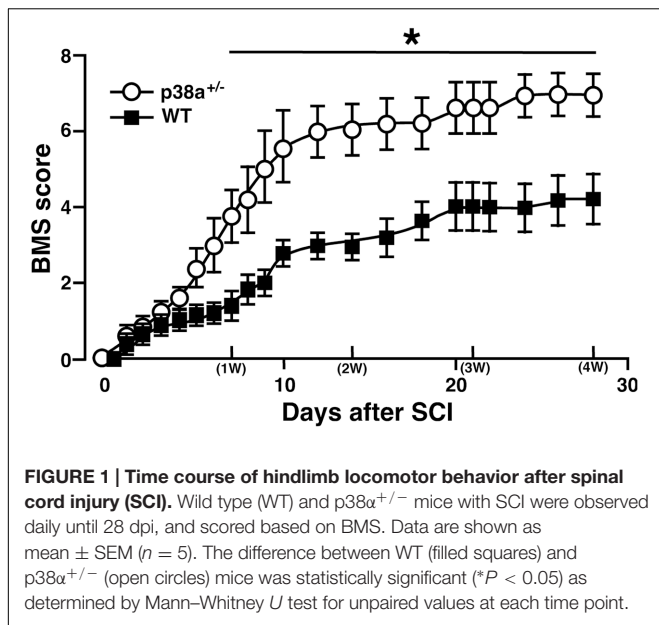 *
8
p38a+/-
WT
6
BMS score
4
2
0
(1W)
(2W)
(3W)
(4W)
0
10
20
30
Days after SCI
FIGURE 1 | Time course of hindlimb locomotor behavior after spinal
cord injury (SCI). Wild type (WT) and p38α+/− mice with SCI were observed
daily until 28 dpi, and scored based on BMS. Data are shown as
mean ± SEM (n = 5). The difference between WT (filled squares) and
p38α+/− (open circles) mice was statistically significant (*P < 0.05) as
determined by Mann–Whitney U test for unpaired values at each time point.